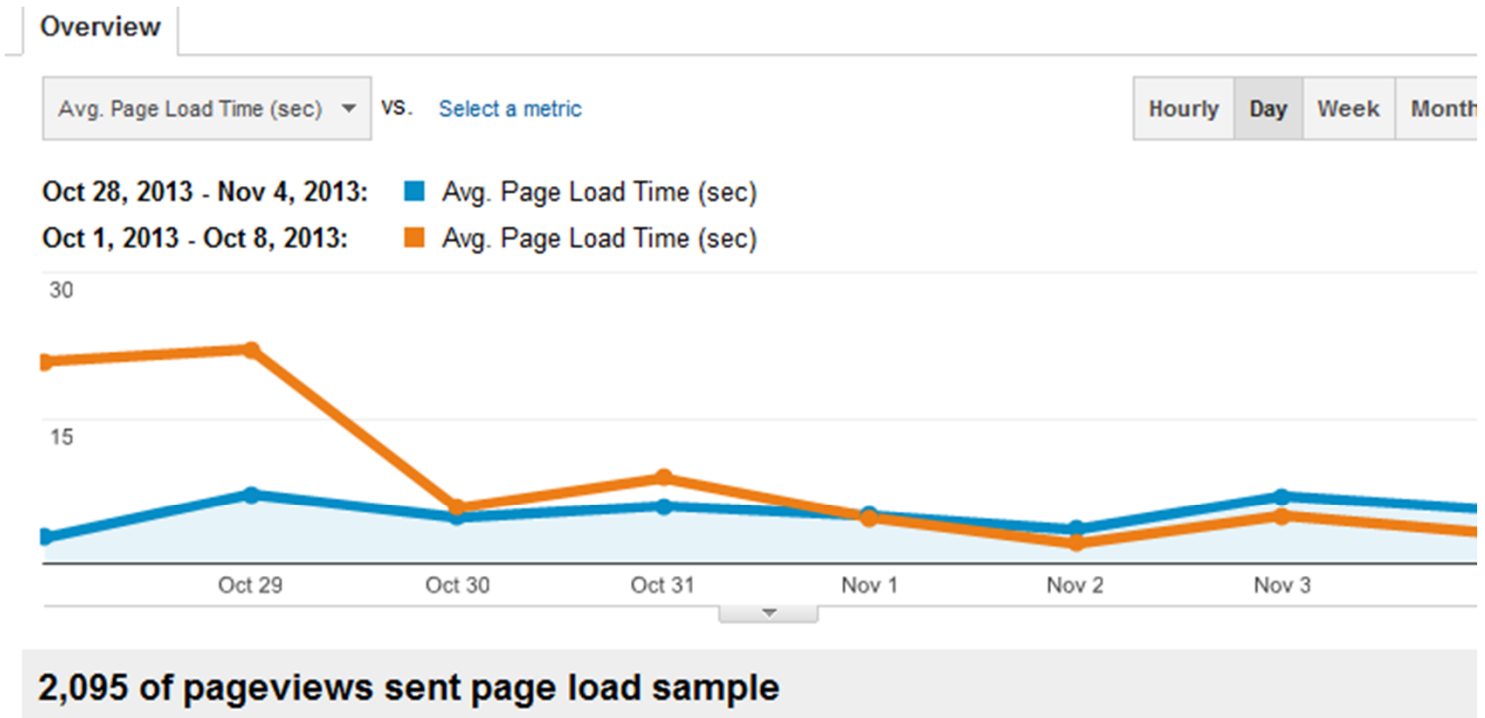 Overview
Avg. Page Load Time (sec) vs. Select a metric Hourly Day Week Month
Oct 28, 2013 - Nov 4, 2013: Avg. Page Load Time (sec)
Oct 1, 2013 - Oct 8, 2013: Avg. Page Load Time (sec)
30
15
Oct 29 Oct 30 Oct 31 Nov 1 Nov 2 Nov 3
2,095 of pageviews sent page load sample